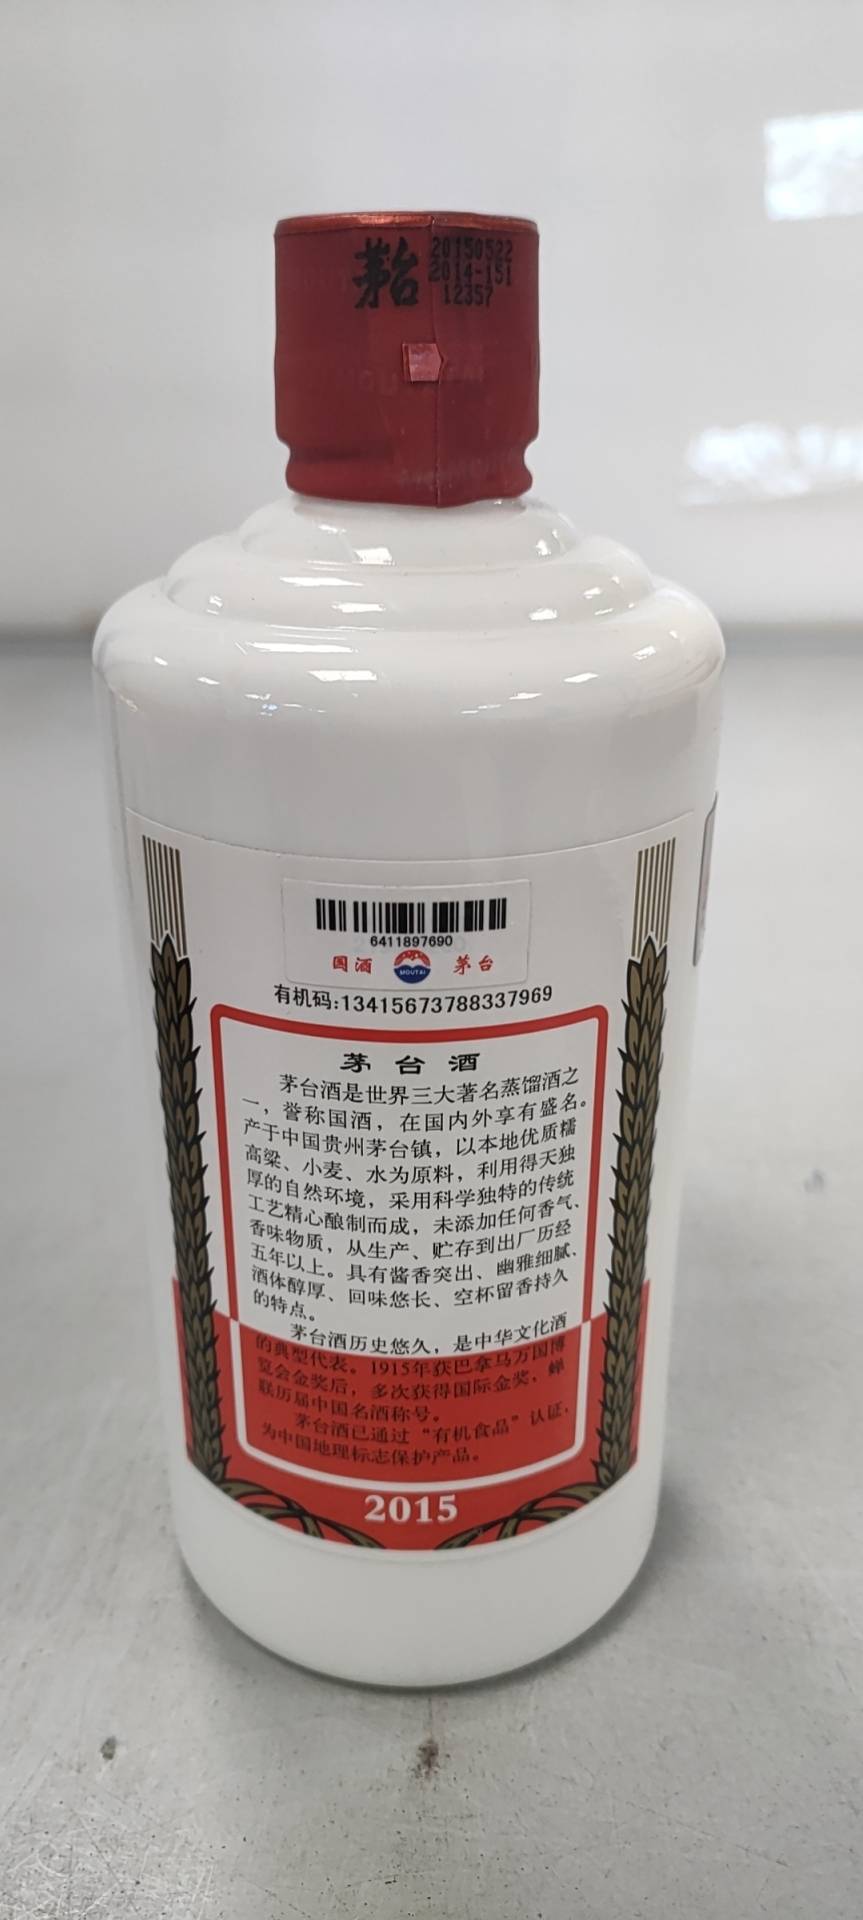 茅台
20150522
2014-151
12357
6411897690
国酒 MOUTAI 茅台
有机码:13415673788337969
茅台酒
茅台酒是世界三大著名蒸馏酒之
一，誉称国酒，在国内外享有盛名。
产于中国贵州茅台镇，以本地优质糯
高粱、小麦、水为原料，利用得天独
厚的自然环境，采用科学独特的传统
工艺精心酿制而成，未添加任何香气、
香味物质，从生产、贮存到出厂历经
五年以上。具有酱香突出、幽雅细腻、
酒体醇厚、回味悠长、空杯留香持久
的特点。
茅台酒历史悠久，是中华文化酒
的典型代表。1915年获巴拿马万国博
览会金奖后，多次获得国际金奖，蝉
联历届中国名酒称号。
茅台酒已通过“有机食品”认证，
为中国地理标志保护产品。
2015